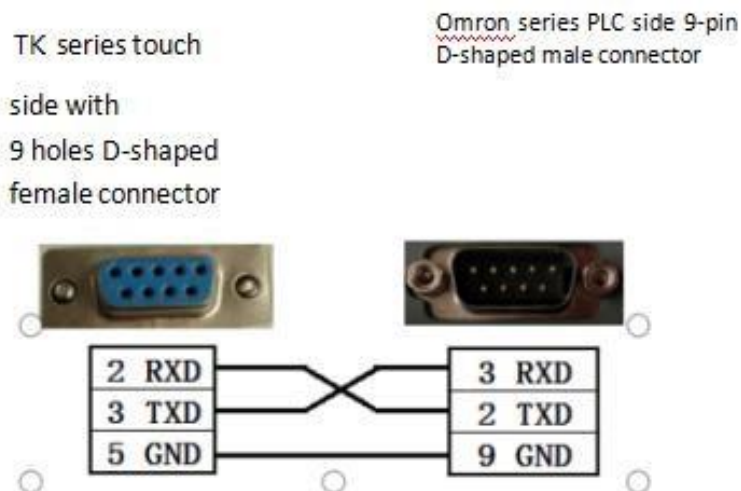 TK series touch
side with
9 holes D-shaped
female connector
Omron series PLC side 9-pin
D-shaped male connector
2 RXD
3 TXD
5 GND
3 RXD
2 TXD
9 GND